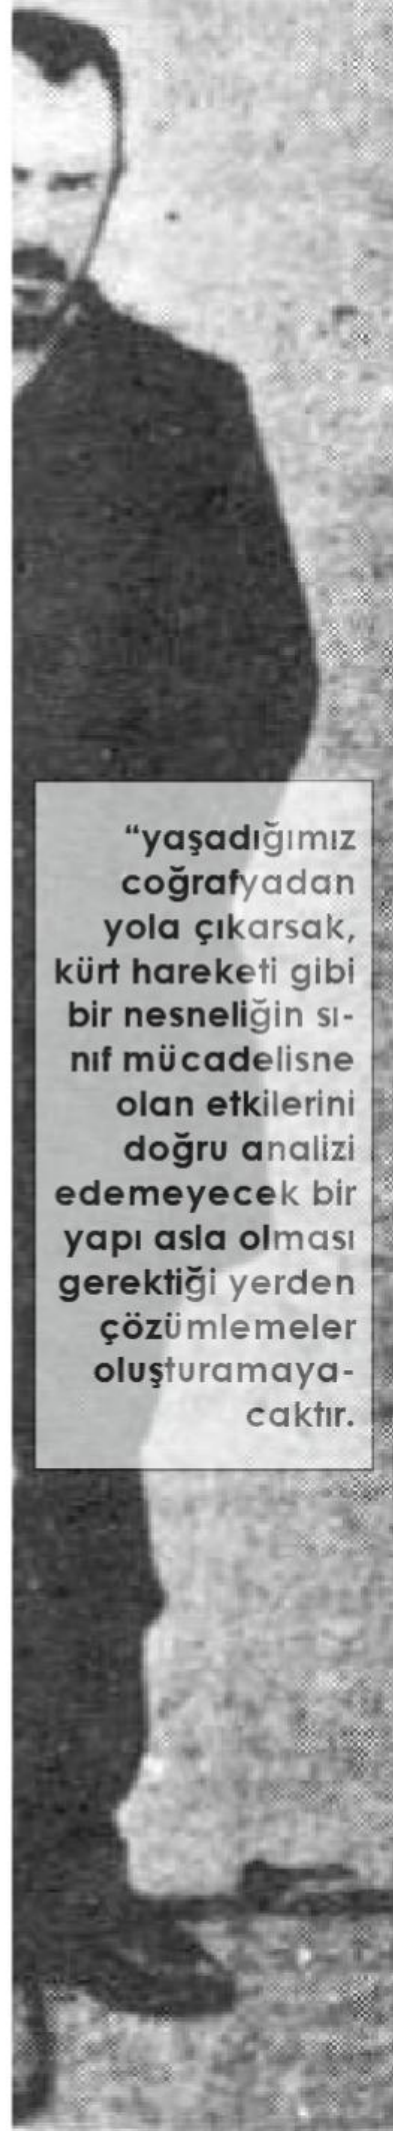 “yaşadığımız
coğrafyadan
yola çıkarsak,
kürt hareketi gibi
bir nesneliğin sı-
nıf mücadelisne
olan etkilerini
doğru analizi
edemeyecek bir
yapı asla olması
gerektiği yerden
çözümlemeler
oluşturamaya-
caktır.